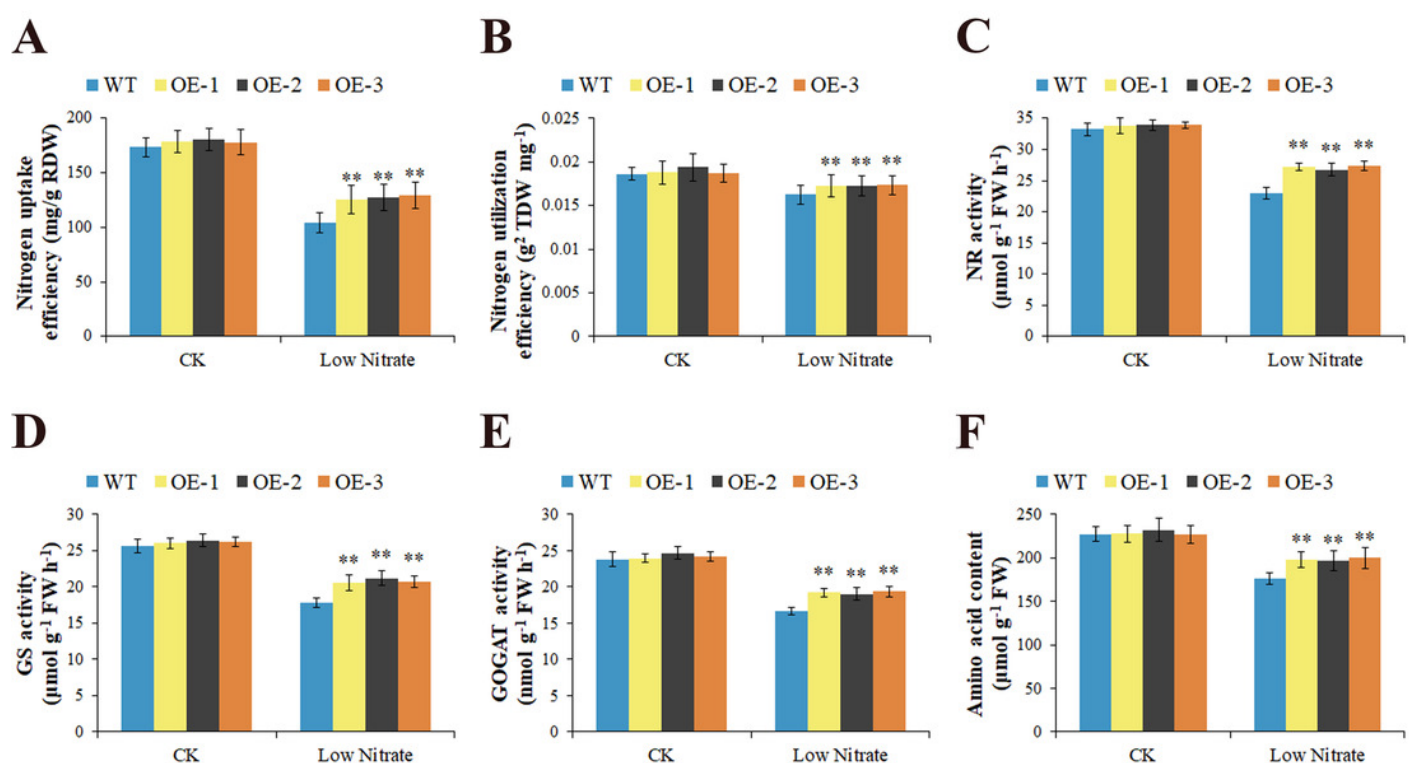 A
WT OE-1 OE-2 OE-3
Nitrogen uptake
efficiency (mg/g RDW)
200
150
100
50
0
** ** **
CK Low Nitrate
B
WT OE-1 OE-2 OE-3
Nitrogen utilization
efficiency (g² TDW mg⁻¹)
0.025
0.02
0.015
0.01
0.005
0
** ** **
CK Low Nitrate
C
WT OE-1 OE-2 OE-3
NR activity
(μmol g⁻¹ FW h⁻¹)
40
35
30
25
20
15
10
5
0
** ** **
CK Low Nitrate
D
WT OE-1 OE-2 OE-3
GS activity
(μmol g⁻¹ FW h⁻¹)
30
25
20
15
10
5
0
** ** **
CK Low Nitrate
E
WT OE-1 OE-2 OE-3
GOGAT activity
(nmol g⁻¹ FW h⁻¹)
30
25
20
15
10
5
0
** ** **
CK Low Nitrate
F
WT OE-1 OE-2 OE-3
Amino acid content
(μmol g⁻¹ FW)
250
200
150
100
50
0
** ** **
CK Low Nitrate